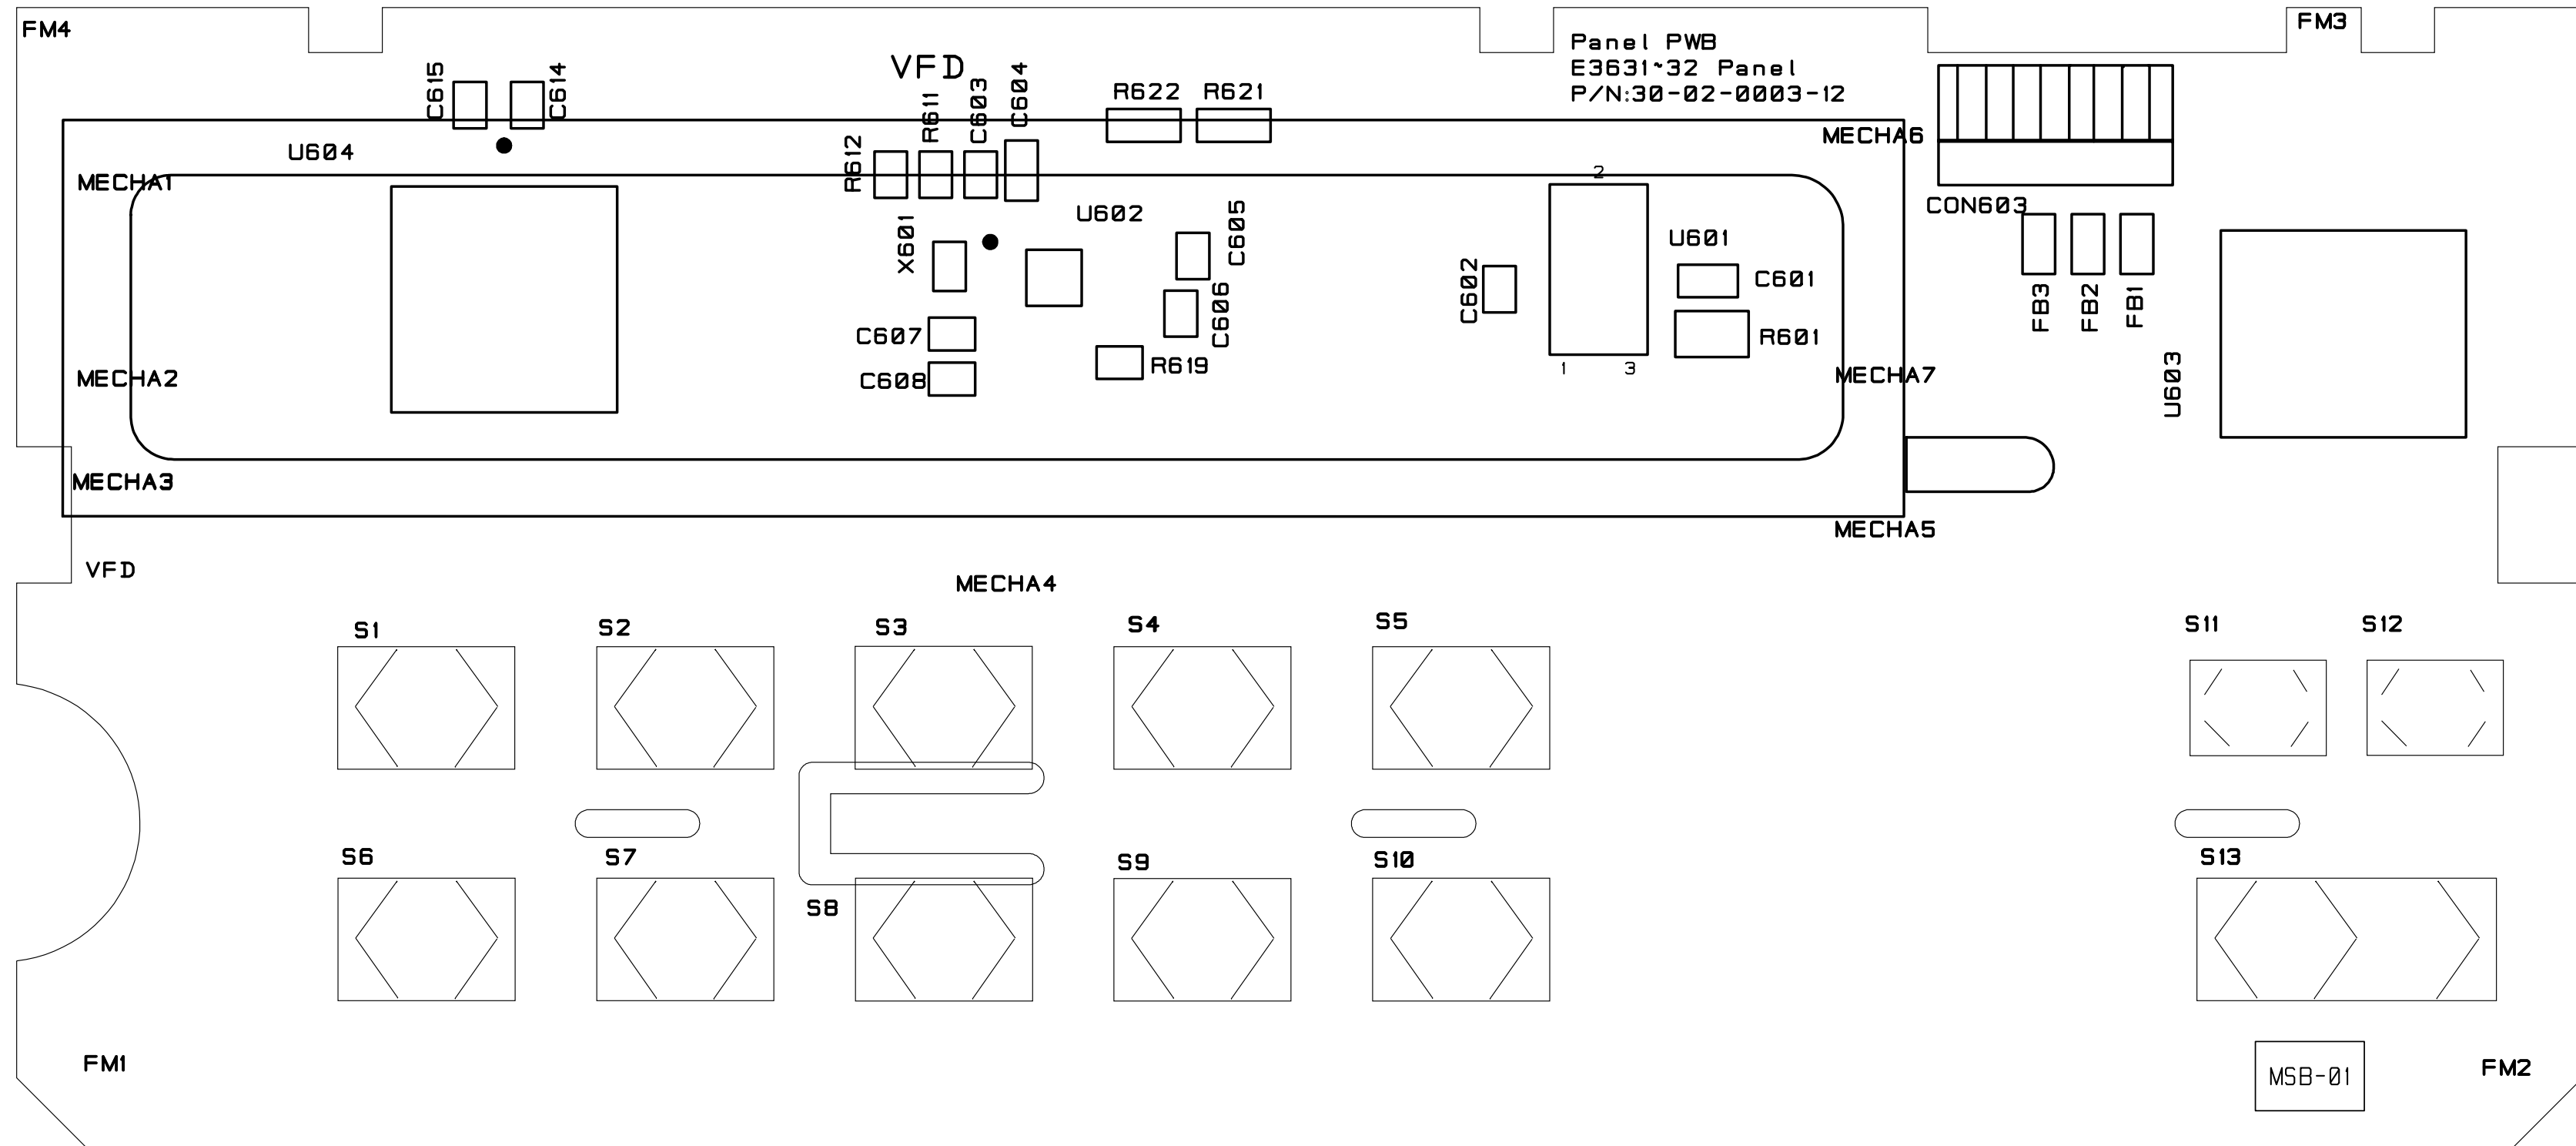 FM4
FM3
Panel PWB
E3631~32 Panel
P/N:30-02-0003-12
VFD
C615
C614
R611
C603
C604
R622
R621
MECHA6
U604
R612
MECHA1
2
CON603
U602
C605
X601
U601
C602
C601
C606
FB3
FB2
FB1
C607
R619
R601
1
3
MECHA2
C608
MECHA7
U603
MECHA3
MECHA5
VFD
MECHA4
S1
S2
S3
S4
S5
S11
S12
S6
S7
S8
S9
S10
S13
FM1
MSB-01
FM2